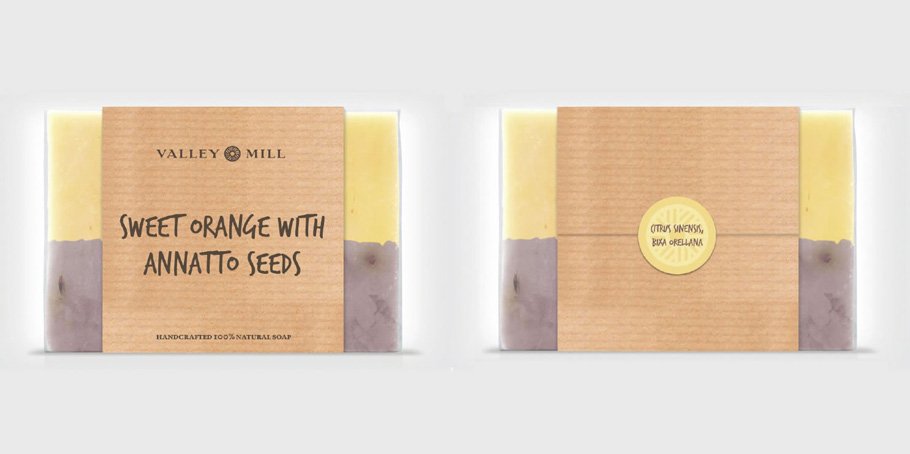 VALLEY MILL
SWEET ORANGE WITH
ANNATTO SEEDS
HANDCRAFTED 100% NATURAL SOAP
CITRUS SINENSIS,
BIXA ORELLANA